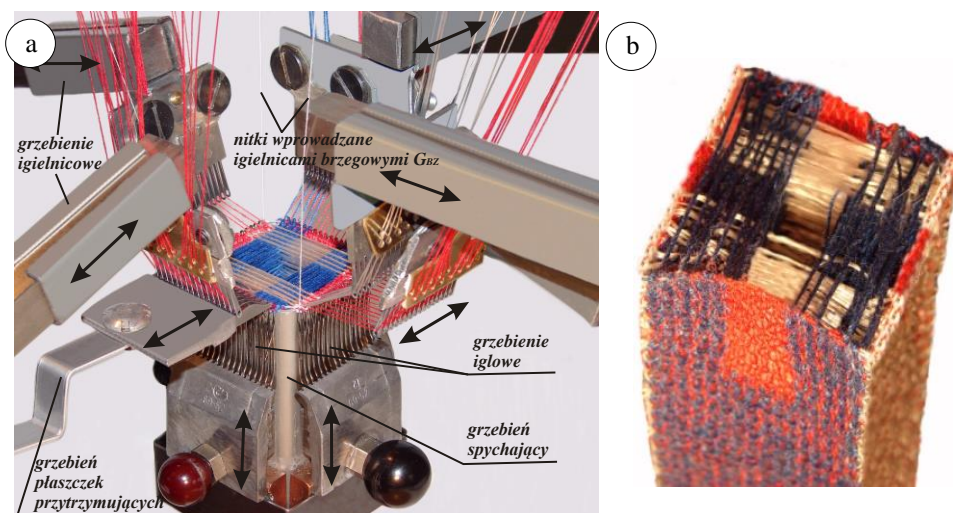 a
b
grzebienie
igielnicowe
nitki wprowadzane
igielnicami brzegowymi GBZ
grzebienie
iglowe
grzebień
spychający
grzebień
płaszczek
przytrzymujących